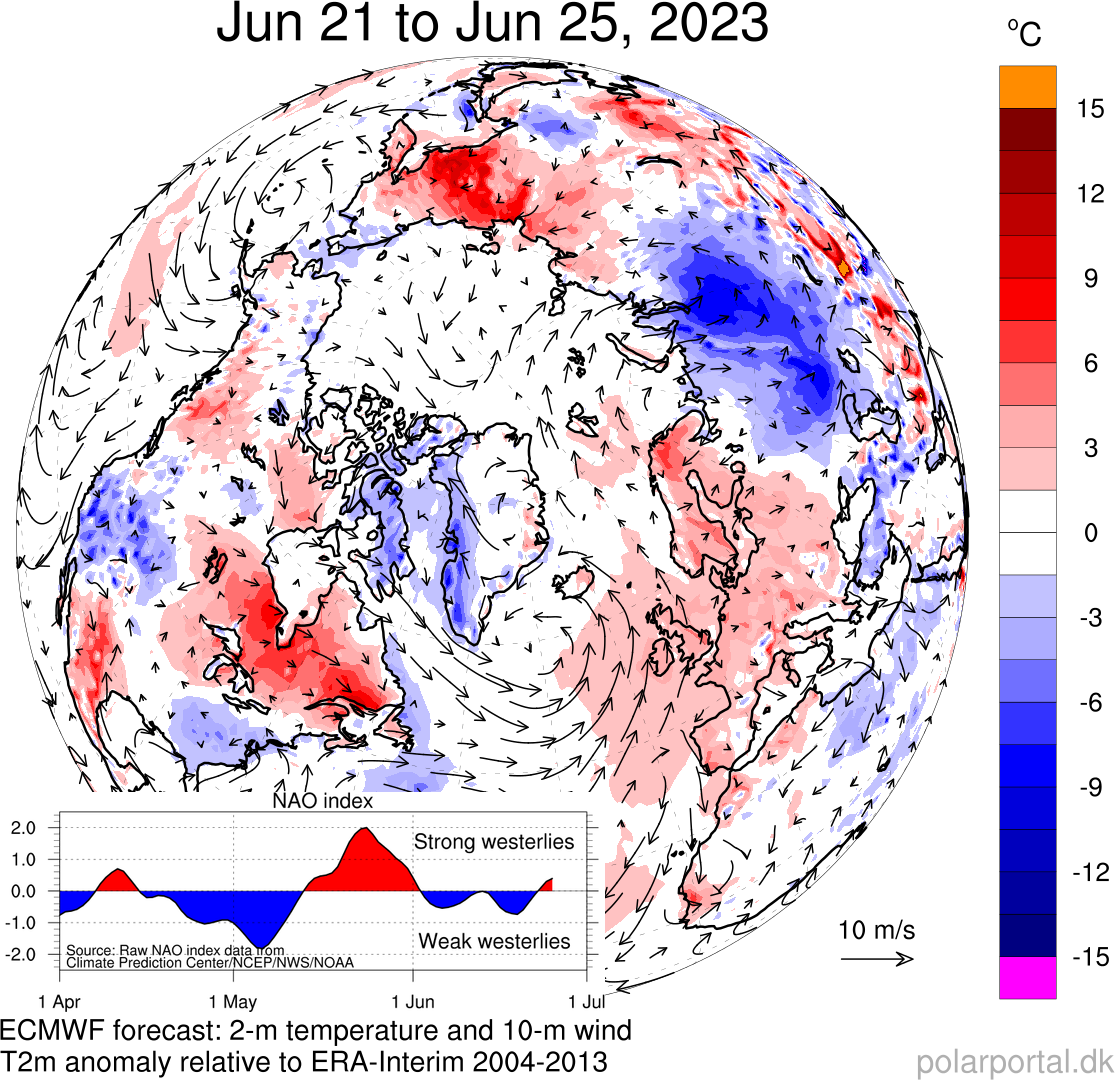 Jun 21 to Jun 25, 2023
°C
15
12
9
6
3
0
-3
-6
-9
-12
-15
10 m/s
NAO index
Strong westerlies
Weak westerlies
2.0
1.0
0.0
-1.0
-2.0
Source: Raw NAO index data from
Climate Prediction Center/NCEP/NWS/NOAA
1 Apr
1 May
1 Jun
1 Jul
ECMWF forecast: 2-m temperature and 10-m wind
T2m anomaly relative to ERA-Interim 2004-2013
polarportal.dk